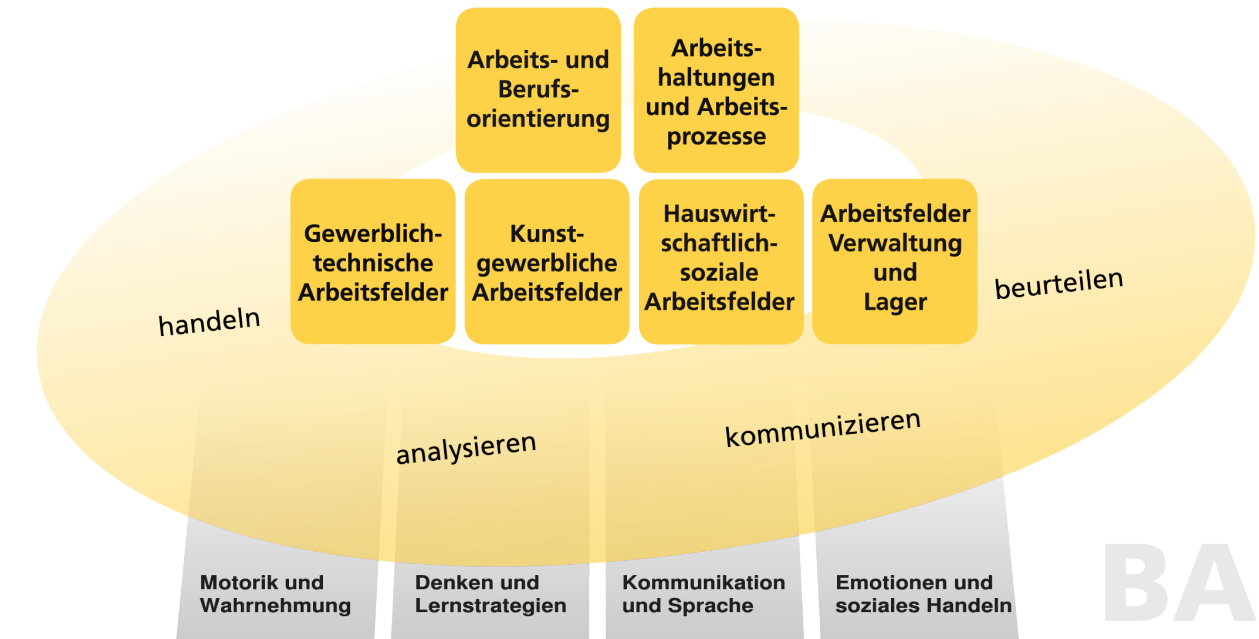 Arbeits- und
Berufs-
orientierung
Arbeits-
haltungen
und Arbeits-
prozesse
Gewerblich-
technische
Arbeitsfelder
Kunst-
gewerbliche
Arbeitsfelder
Hauswirt-
schaftlich-
soziale
Arbeitsfelder
Arbeitsfelder
Verwaltung
und
Lager
handeln
analysieren
kommunizieren
beurteilen
Motorik und
Wahrnehmung
Denken und
Lernstrategien
Kommunikation
und Sprache
Emotionen und
soziales Handeln
BA